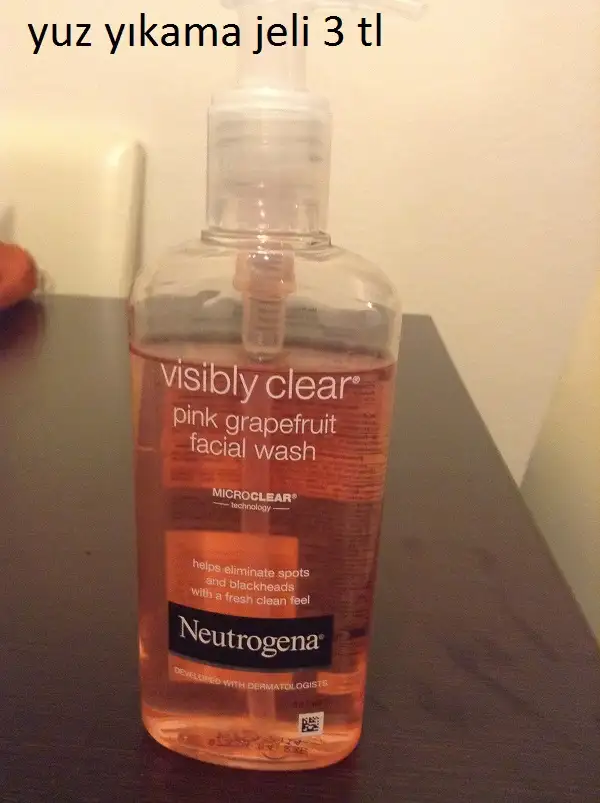 yuz yıkama jeli 3 tl
visibly clear®
pink grapefruit
facial wash
MICROCLEAR®
technology
helps eliminate spots
and blackheads
with a fresh clean feel
Neutrogena®
DEVELOPED WITH DERMATOLOGISTS